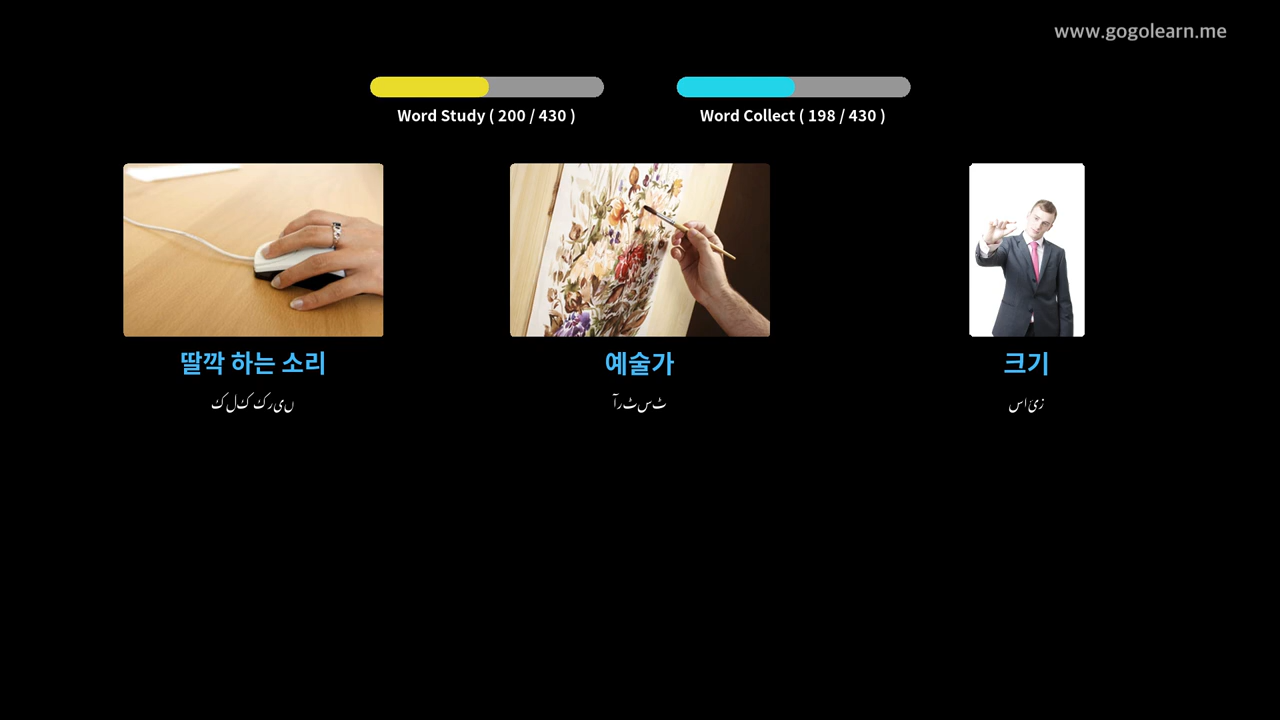 www.gogolearn.me
Word Study ( 200 / 430 )
Word Collect ( 198 / 430 )
딸깍 하는 소리
کلک کریں
예술가
آرٹسٹ
크기
سائز